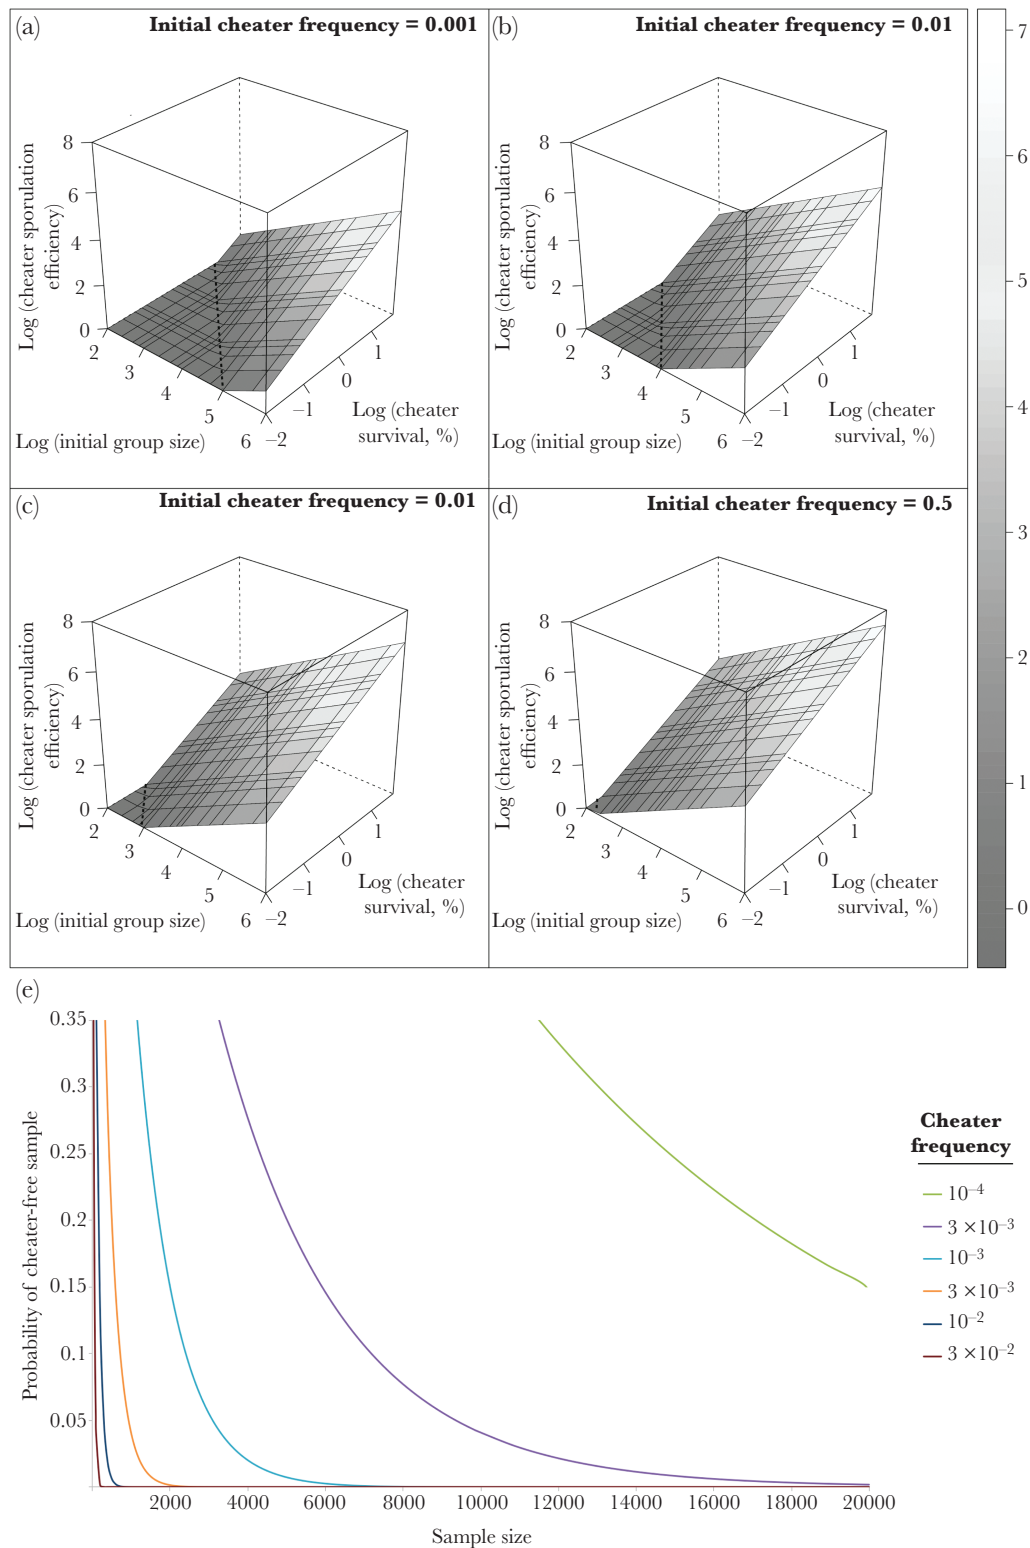 (a)
Initial cheater frequency = 0.001
Log (cheater sporulation
efficiency)
8
6
4
2
0
2
3
4
5
6
−2
−1
0
1
Log (initial group size)
Log (cheater
survival, %)
(b)
Initial cheater frequency = 0.01
Log (cheater sporulation
efficiency)
8
6
4
2
0
2
3
4
5
6
−2
−1
0
1
Log (initial group size)
Log (cheater
survival, %)
7
6
5
4
3
2
1
0
(c)
Initial cheater frequency = 0.01
Log (cheater sporulation
efficiency)
8
6
4
2
0
2
3
4
5
6
−2
−1
0
1
Log (initial group size)
Log (cheater
survival, %)
(d)
Initial cheater frequency = 0.5
Log (cheater sporulation
efficiency)
8
6
4
2
0
2
3
4
5
6
−2
−1
0
1
Log (initial group size)
Log (cheater
survival, %)
(e)
Probability of cheater-free sample
0.35
0.3
0.25
0.2
0.15
0.1
0.05
2000 4000 6000 8000 10000 12000 14000 16000 18000 20000
Sample size
Cheater
frequency
10⁻⁴
3 ×10⁻³
10⁻³
3 ×10⁻³
10⁻²
3 ×10⁻²